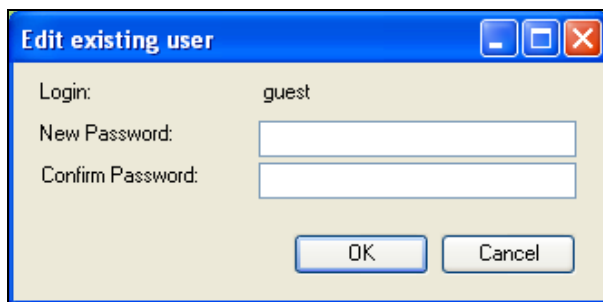 Edit existing user
Login: guest
New Password:
Confirm Password:
OK Cancel